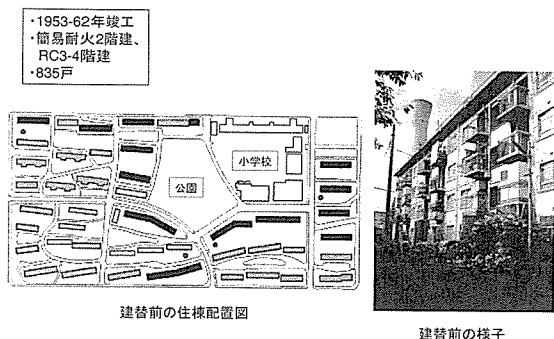 ・1953-62年竣工
・簡易耐火2階建、
RC3-4階建
・835戸
小学校
公園
建替前の住棟配置図
建替前の様子